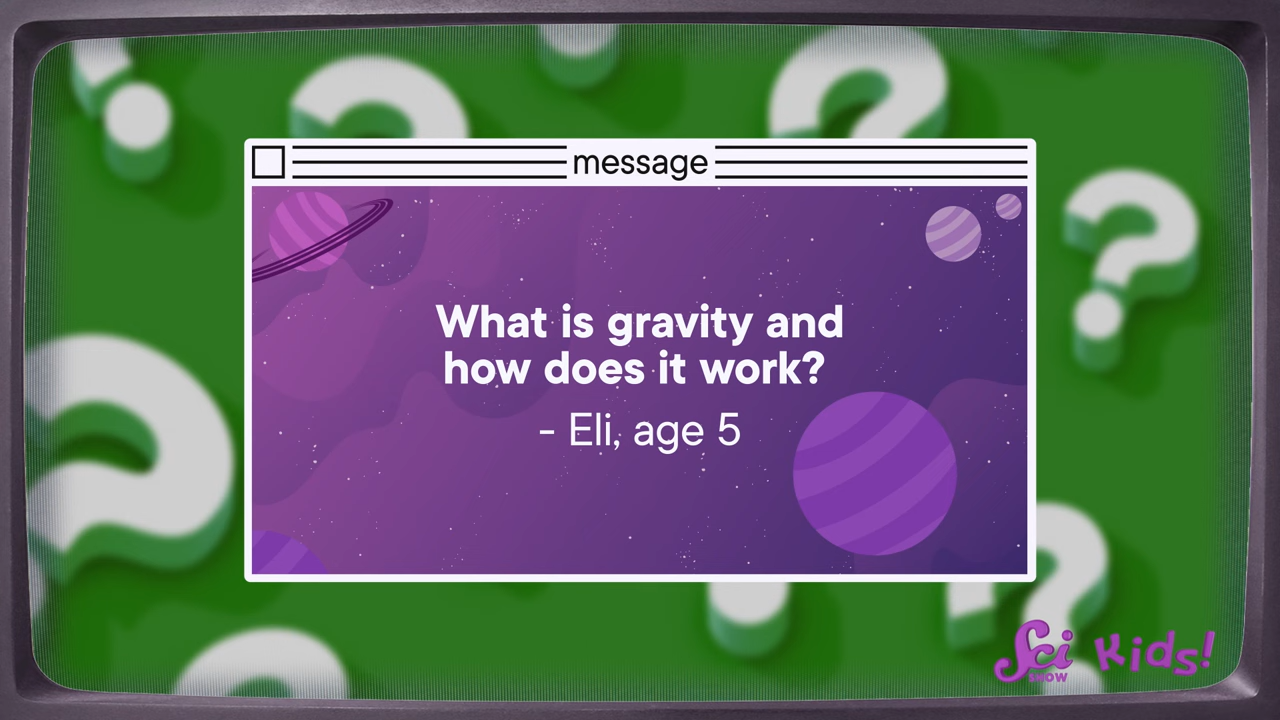 message
What is gravity and
how does it work?
- Eli, age 5
Sci Kids!
SHOW